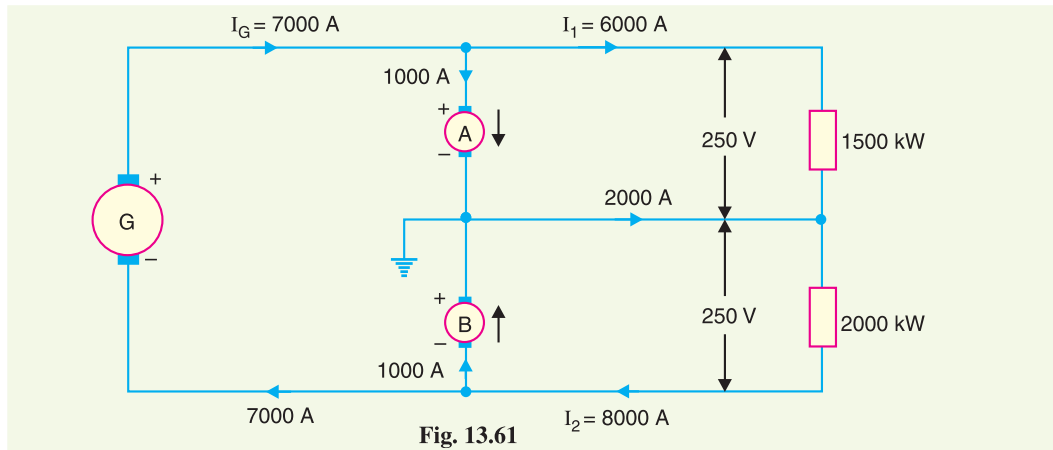 I_G = 7000 A
I_1 = 6000 A
1000 A
+
A
−
250 V
1500 kW
+
G
−
2000 A
+
B
−
250 V
2000 kW
1000 A
7000 A
I_2 = 8000 A
Fig. 13.61